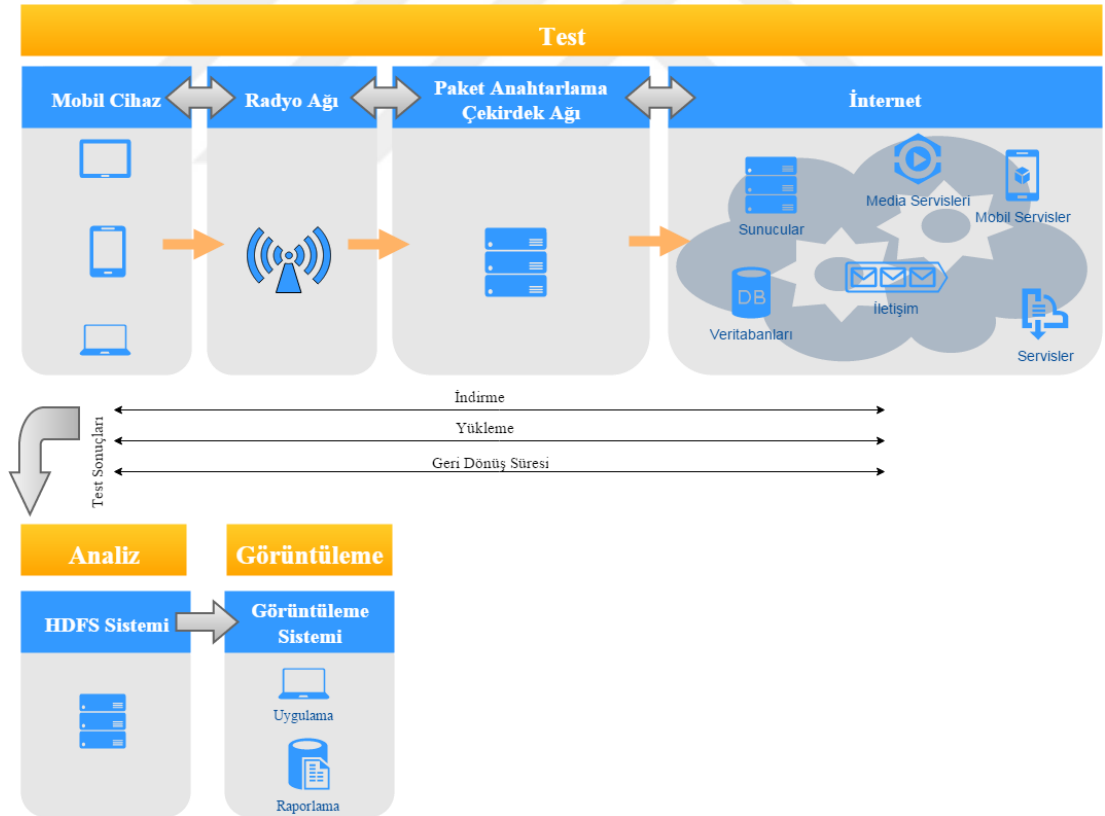 Test
Mobil Cihaz
Radyo Ağı
Paket Anahtarlama
Çekirdek Ağı
İnternet
Sunucular
Media Servisleri
Mobil Servisler
Veritabanları
DB
İletişim
Servisler
Test Sonuçları
İndirme
Yükleme
Geri Dönüş Süresi
Analiz
Görüntüleme
HDFS Sistemi
Görüntüleme
Sistemi
Uygulama
Raporlama